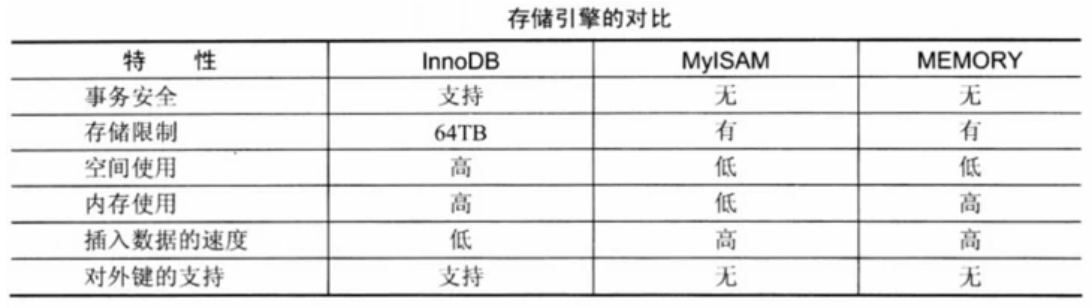 存储引擎的对比
特 性 InnoDB MyISAM MEMORY
事务安全 支持 无 无
存储限制 64TB 有 有
空间使用 高 低 低
内存使用 高 低 高
插入数据的速度 低 高 高
对外键的支持 支持 无 无